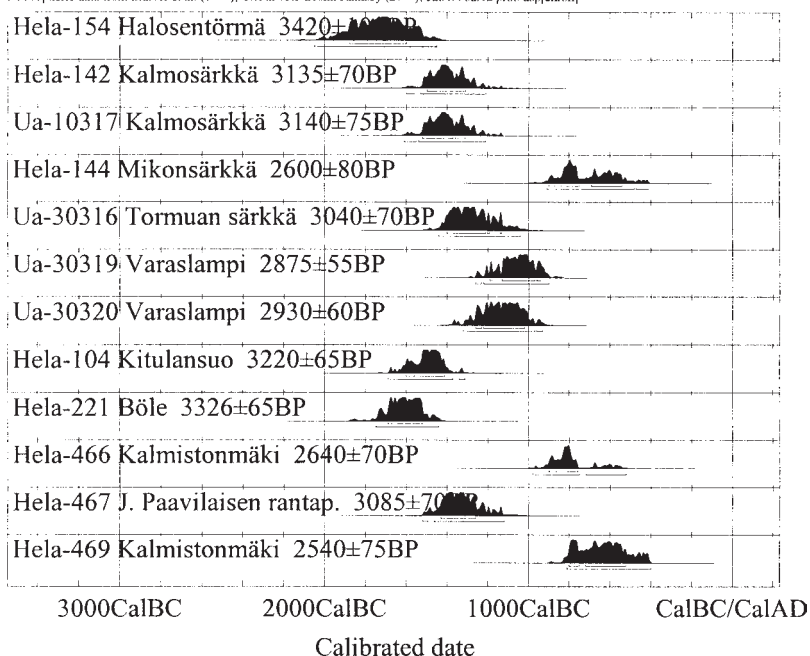 Hela-154 Halosentörmä 3420±100BP
Hela-142 Kalmosärkkä 3135±70BP
Ua-10317 Kalmosärkkä 3140±75BP
Hela-144 Mikonsärkkä 2600±80BP
Ua-30316 Tormuan särkkä 3040±70BP
Ua-30319 Varaslampi 2875±55BP
Ua-30320 Varaslampi 2930±60BP
Hela-104 Kitulansuo 3220±65BP
Hela-221 Böle 3326±65BP
Hela-466 Kalmistonmäki 2640±70BP
Hela-467 J. Paavilaisen rantap. 3085±70BP
Hela-469 Kalmistonmäki 2540±75BP
3000CalBC 2000CalBC 1000CalBC CalBC/CalAD
Calibrated date